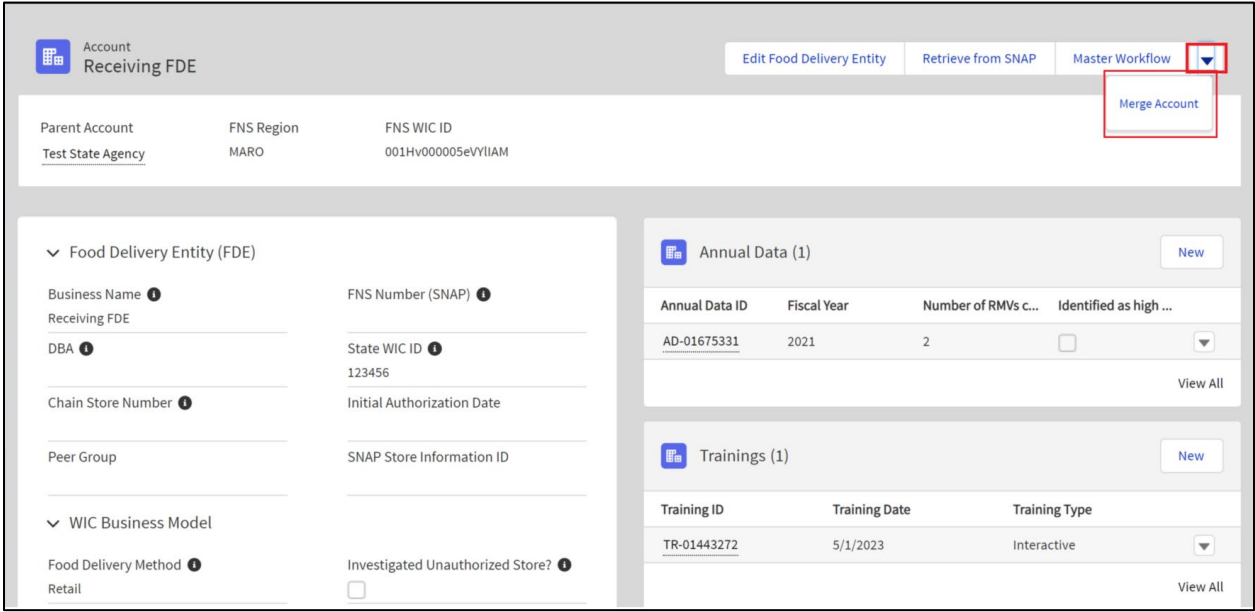 Account
Receiving FDE
Edit Food Delivery Entity
Retrieve from SNAP
Master Workflow
Merge Account
Parent Account
FNS Region
FNS WIC ID
Test State Agency
MARO
001Hv000005eVYlIAM
Food Delivery Entity (FDE)
Business Name
FNS Number (SNAP)
Receiving FDE
DBA
State WIC ID
123456
Chain Store Number
Initial Authorization Date
Peer Group
SNAP Store Information ID
WIC Business Model
Food Delivery Method
Investigated Unauthorized Store?
Retail
Annual Data (1)
New
Annual Data ID
Fiscal Year
Number of RMVs c...
Identified as high ...
AD-01675331
2021
2
View All
Trainings (1)
New
Training ID
Training Date
Training Type
TR-01443272
5/1/2023
Interactive
View All